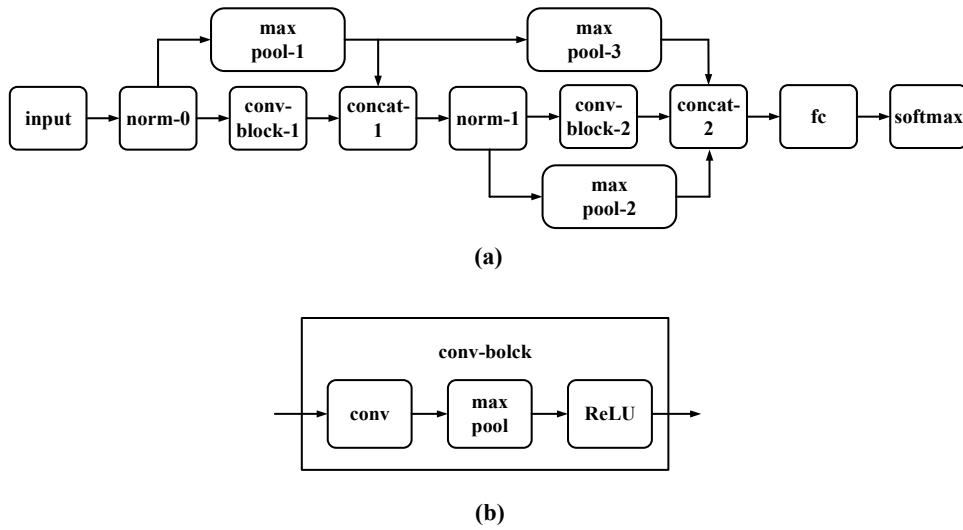 max
pool-1
max
pool-3
input
norm-0
conv-
block-1
concat-
1
norm-1
conv-
block-2
concat-
2
fc
softmax
max
pool-2
(a)
conv-bolck
conv
max
pool
ReLU
(b)